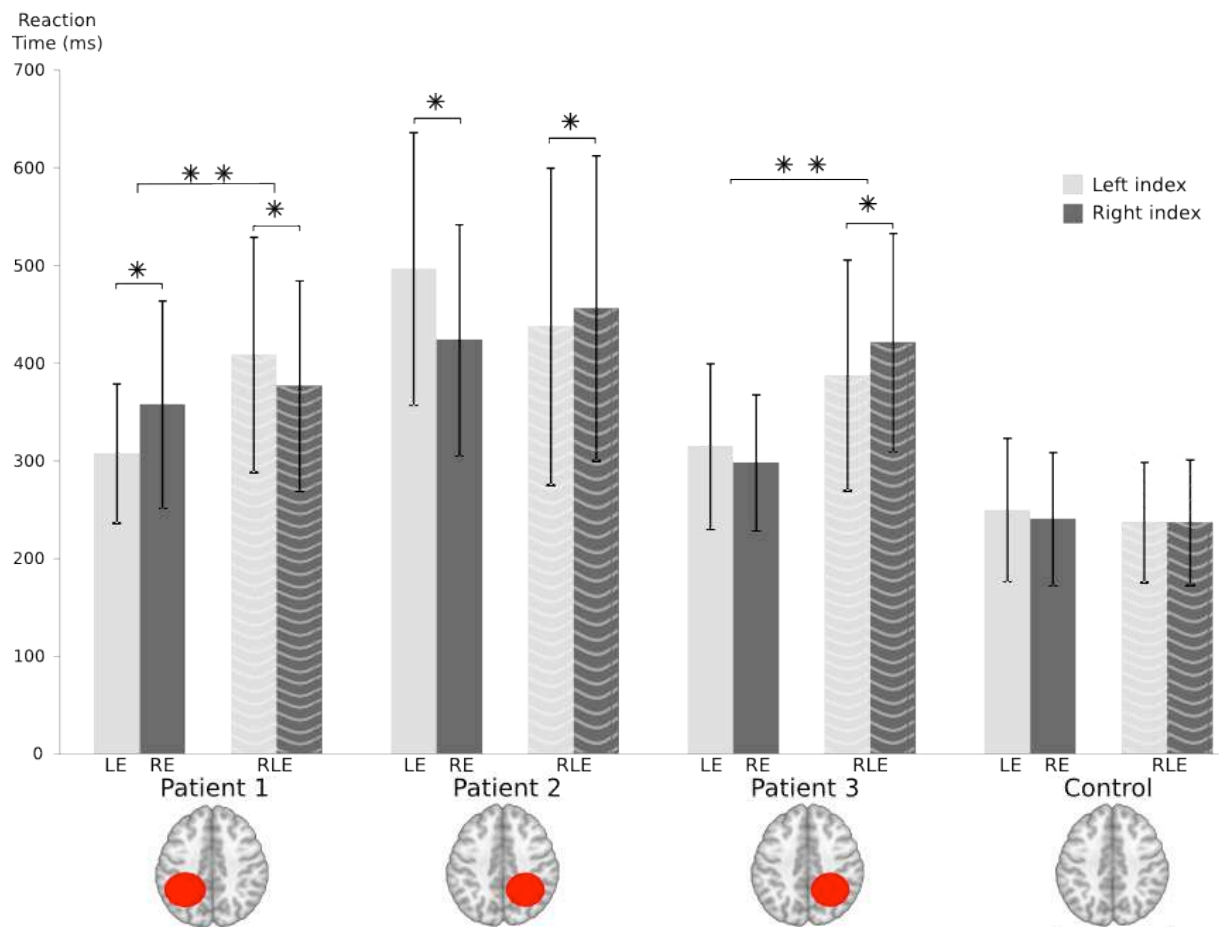 Reaction
Time (ms)
700
600
500
400
300
200
100
0
* *
*
*
*
*
* *
*
Left index
Right index
LE RE RLE LE RE RLE LE RE RLE LE RE RLE
Patient 1 Patient 2 Patient 3 Control